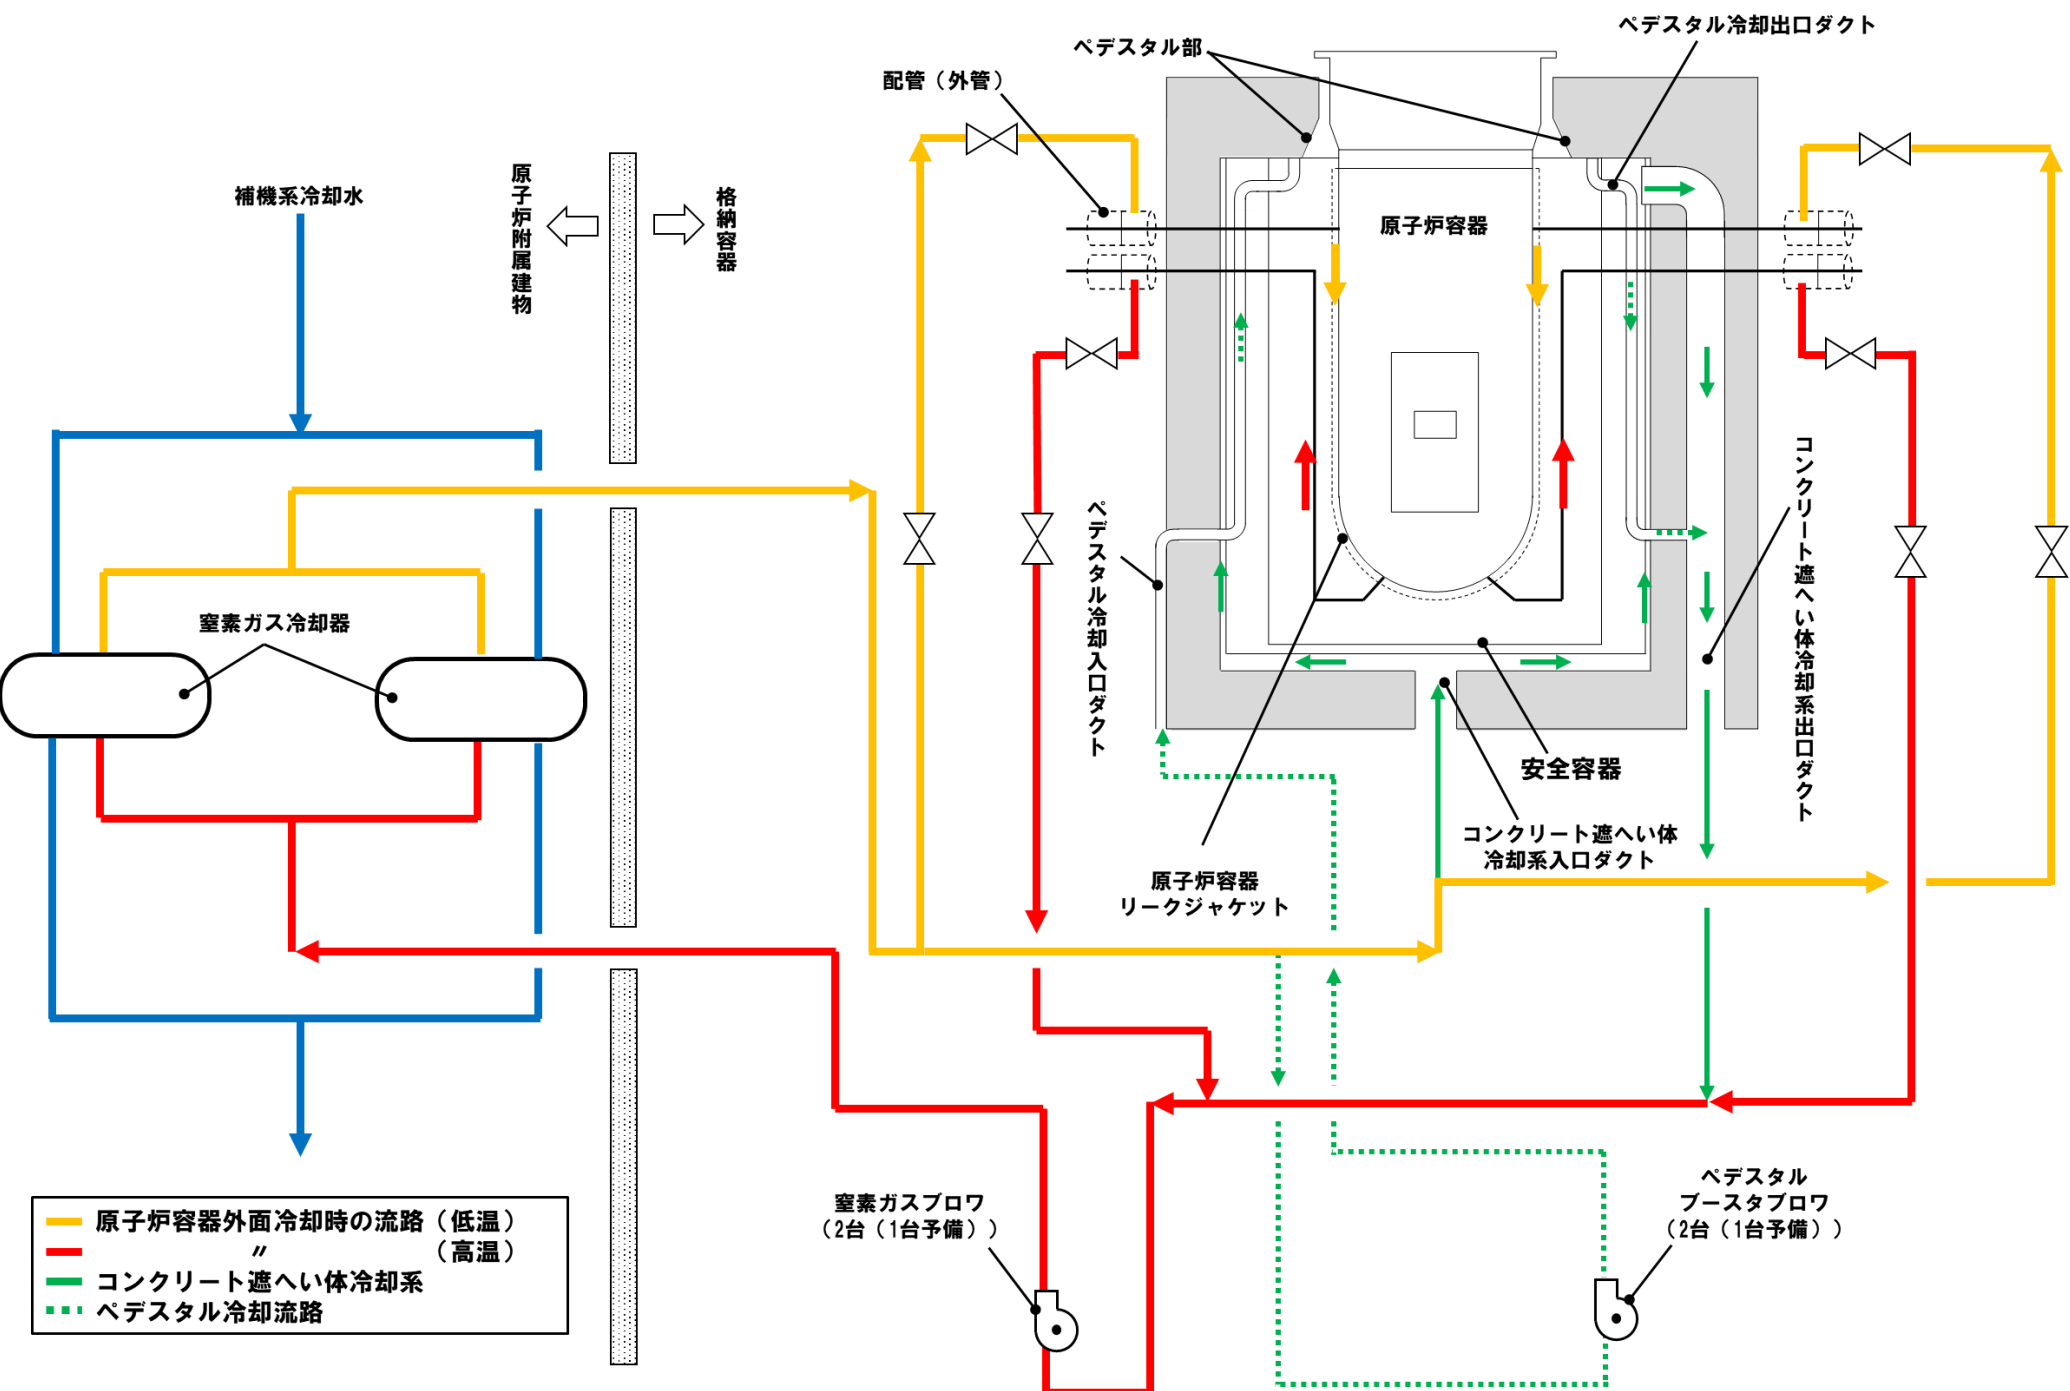 ペデスタル冷却出口ダクト
ペデスタル部
配管（外管）
補機系冷却水
原子炉附属建物
格納容器
原子炉容器
ペデスタル冷却入口ダクト
コンクリート遮へい体冷却系出口ダクト
窒素ガス冷却器
安全容器
コンクリート遮へい体
冷却系入口ダクト
原子炉容器
リークジャケット
窒素ガスブロワ
（2台（1台予備））
ペデスタル
ブースタブロワ
（2台（1台予備））
原子炉容器外面冷却時の流路（低温）
〃 （高温）
コンクリート遮へい体冷却系
ペデスタル冷却流路